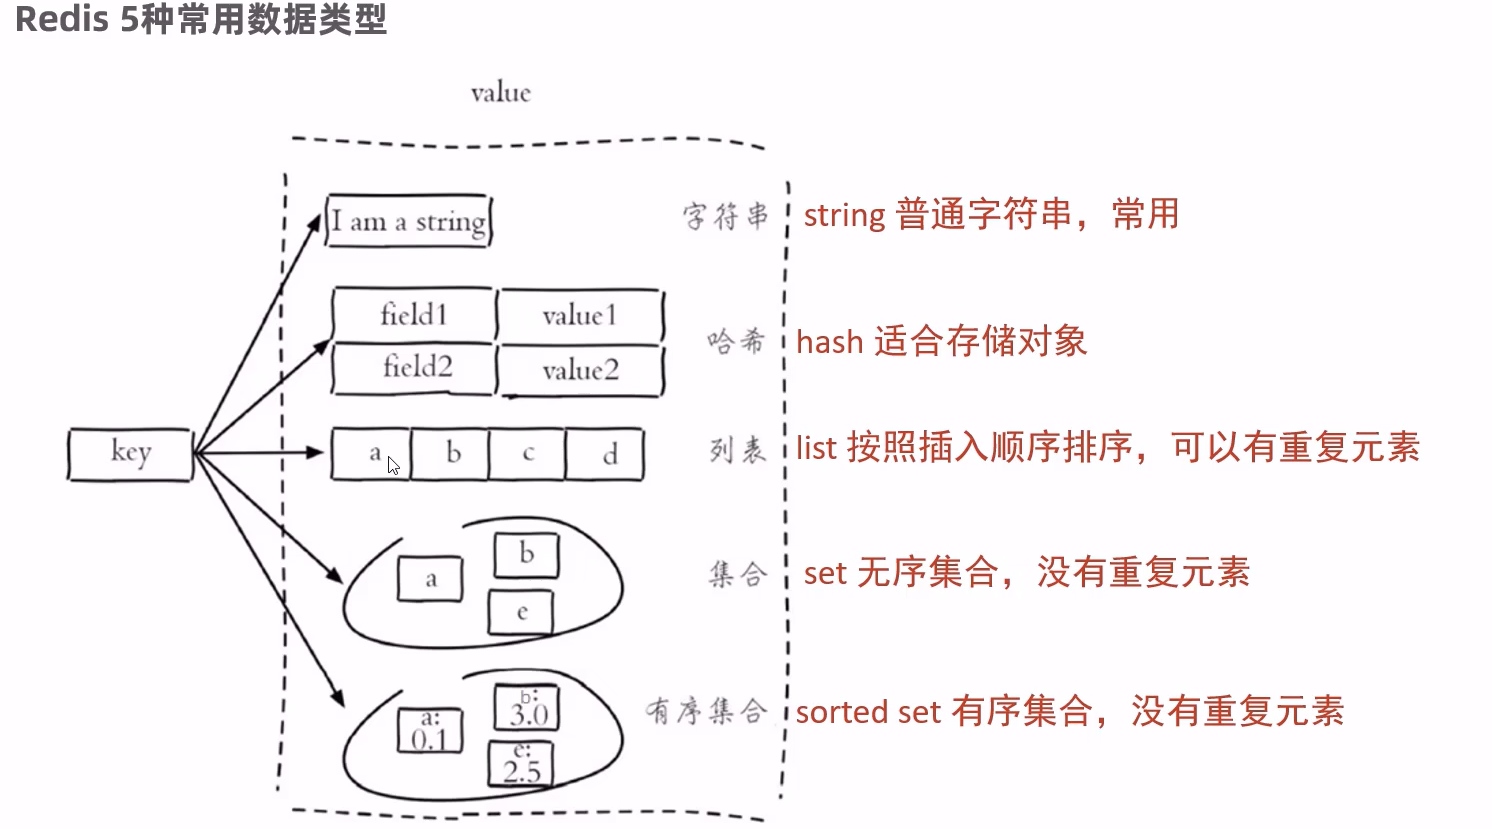 Redis 5种常用数据类型
value
I am a string
字符串
string 普通字符串，常用
field1
value1
field2
value2
哈希
hash 适合存储对象
key
a
b
c
d
列表
list 按照插入顺序排序，可以有重复元素
a
b
e
集合
set 无序集合，没有重复元素
a:
0.1
b:
3.0
e:
2.5
有序集合
sorted set 有序集合，没有重复元素